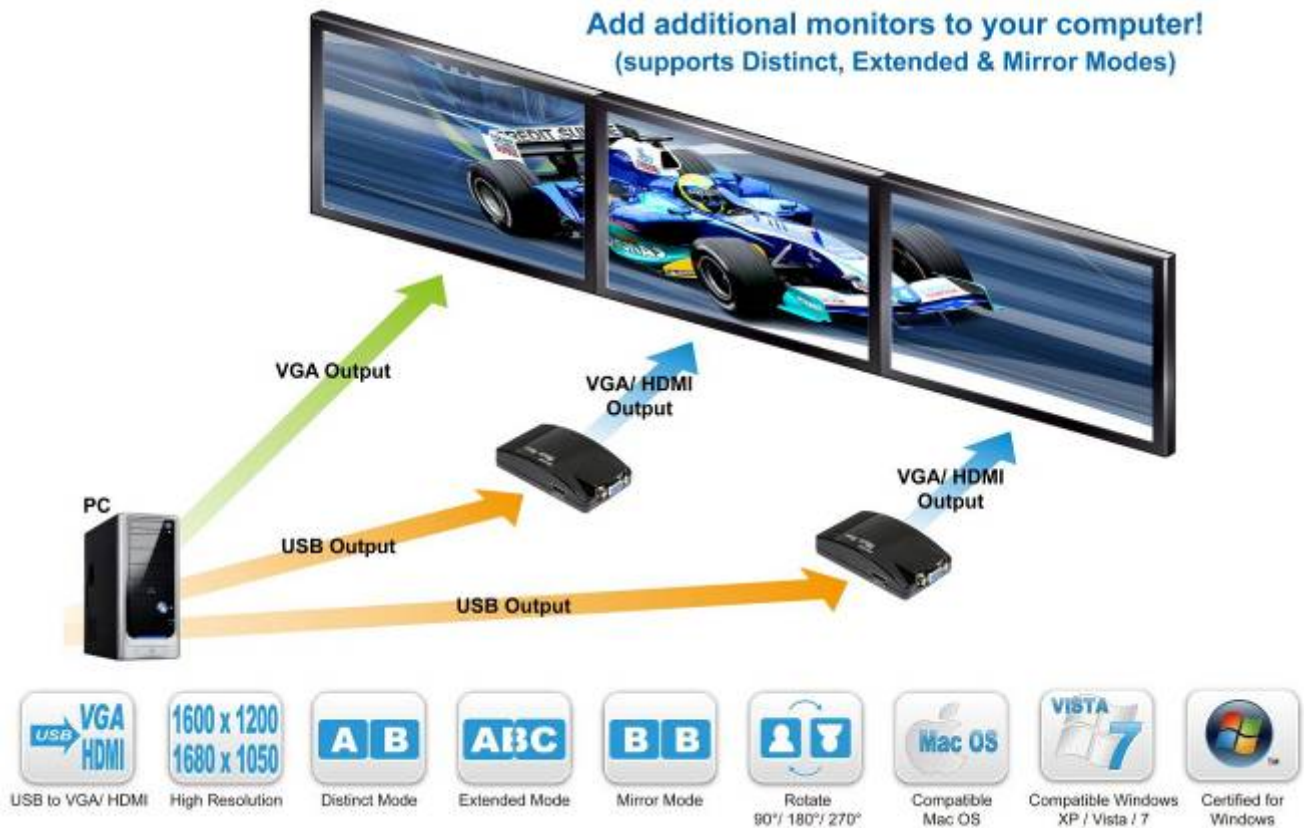 Add additional monitors to your computer!
(supports Distinct, Extended & Mirror Modes)
CREDIT SUISSE
VGA Output
VGA/ HDMI
Output
VGA/ HDMI
Output
PC
USB Output
USB Output
USB
VGA
HDMI
USB to VGA/ HDMI
1600 x 1200
1680 x 1050
High Resolution
A B
Distinct Mode
ABC
Extended Mode
B B
Mirror Mode
Rotate
90°/ 180°/ 270°
Mac OS
Compatible
Mac OS
VISTA
7
Compatible Windows
XP / Vista / 7
Certified for
Windows